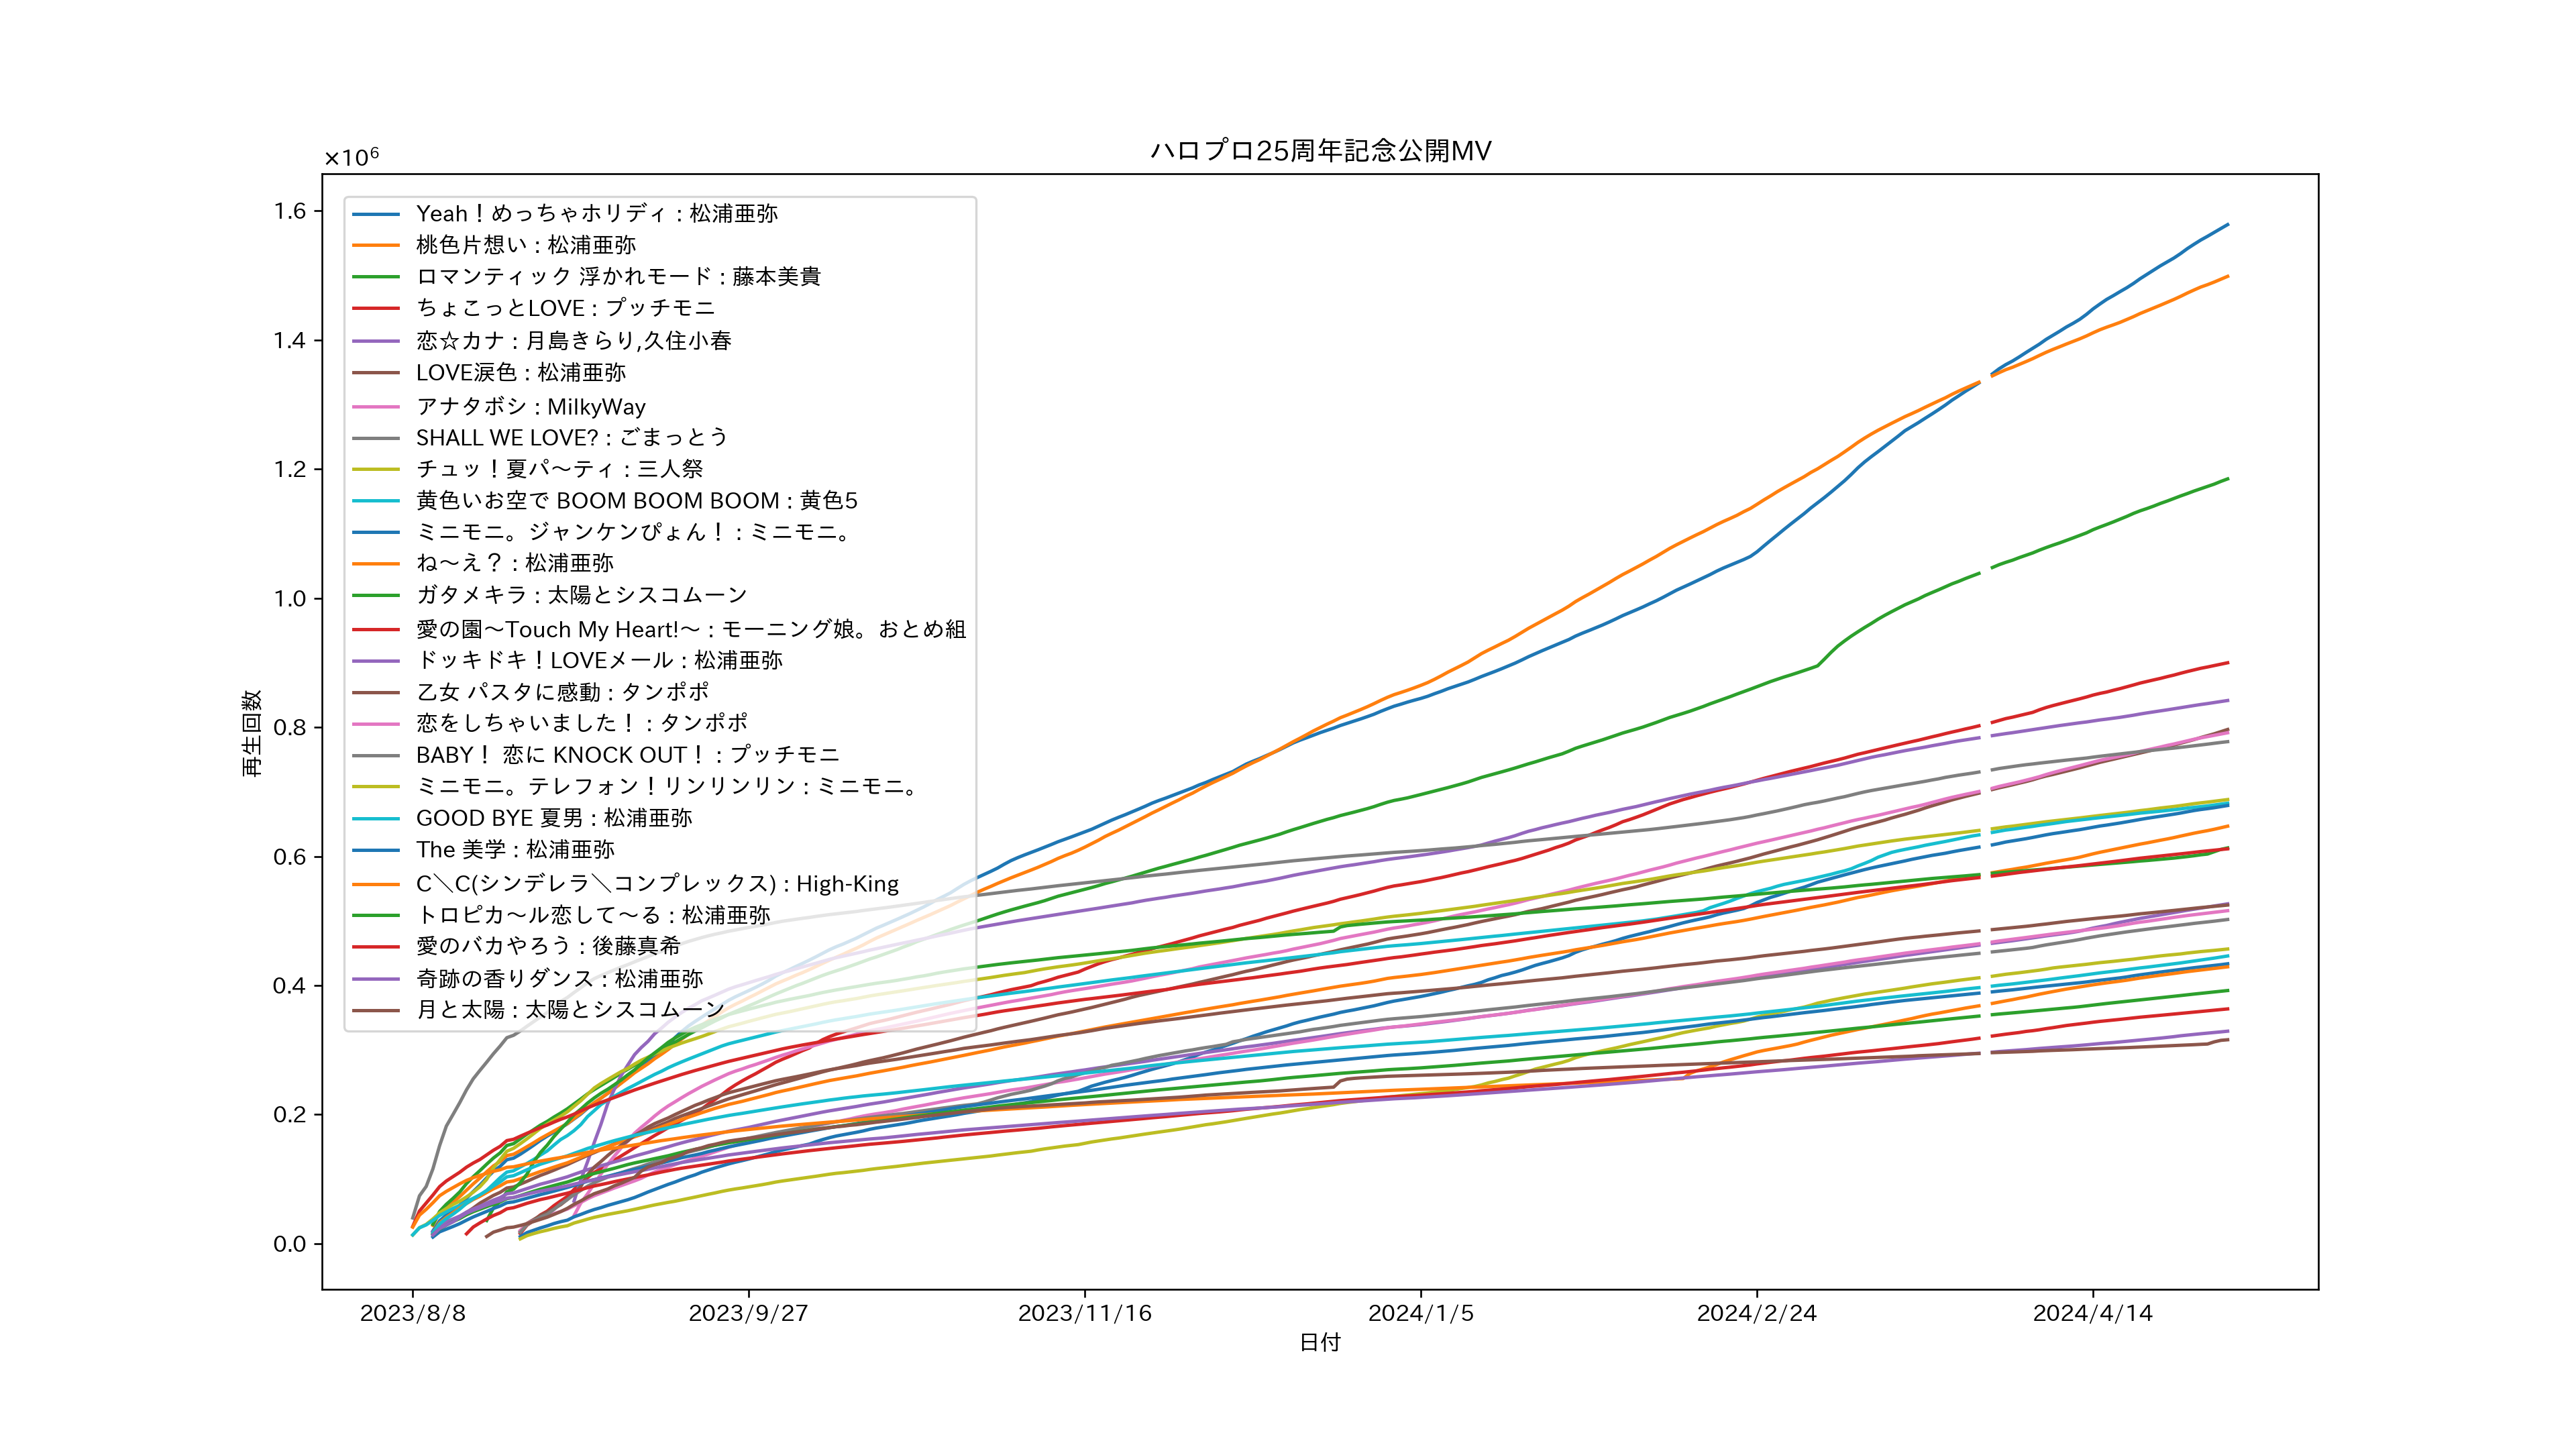 ハロプロ25周年記念公開MV
×10⁶
1.6
1.4
1.2
1.0
0.8
0.6
0.4
0.2
0.0
再生回数
Yeah！めっちゃホリディ : 松浦亜弥
桃色片想い : 松浦亜弥
ロマンティック 浮かれモード : 藤本美貴
ちょこっとLOVE : プッチモニ
恋☆カナ : 月島きらり,久住小春
LOVE涙色 : 松浦亜弥
アナタボシ : MilkyWay
SHALL WE LOVE? : ごまっとう
チュッ！夏パ〜ティ : 三人祭
黄色いお空で BOOM BOOM BOOM : 黄色5
ミニモニ。ジャンケンぴょん！ : ミニモニ。
ね〜え？ : 松浦亜弥
ガタメキラ : 太陽とシスコムーン
愛の園〜Touch My Heart!〜 : モーニング娘。おとめ組
ドッキドキ！LOVEメール : 松浦亜弥
乙女 パスタに感動 : タンポポ
恋をしちゃいました！ : タンポポ
BABY！ 恋に KNOCK OUT！ : プッチモニ
ミニモニ。テレフォン！リンリンリン : ミニモニ。
GOOD BYE 夏男 : 松浦亜弥
The 美学 : 松浦亜弥
C＼C(シンデレラ＼コンプレックス) : High-King
トロピカ〜ル恋して〜る : 松浦亜弥
愛のバカやろう : 後藤真希
奇跡の香りダンス : 松浦亜弥
月と太陽 : 太陽とシスコムーン
2023/8/8
2023/9/27
2023/11/16
2024/1/5
2024/2/24
2024/4/14
日付